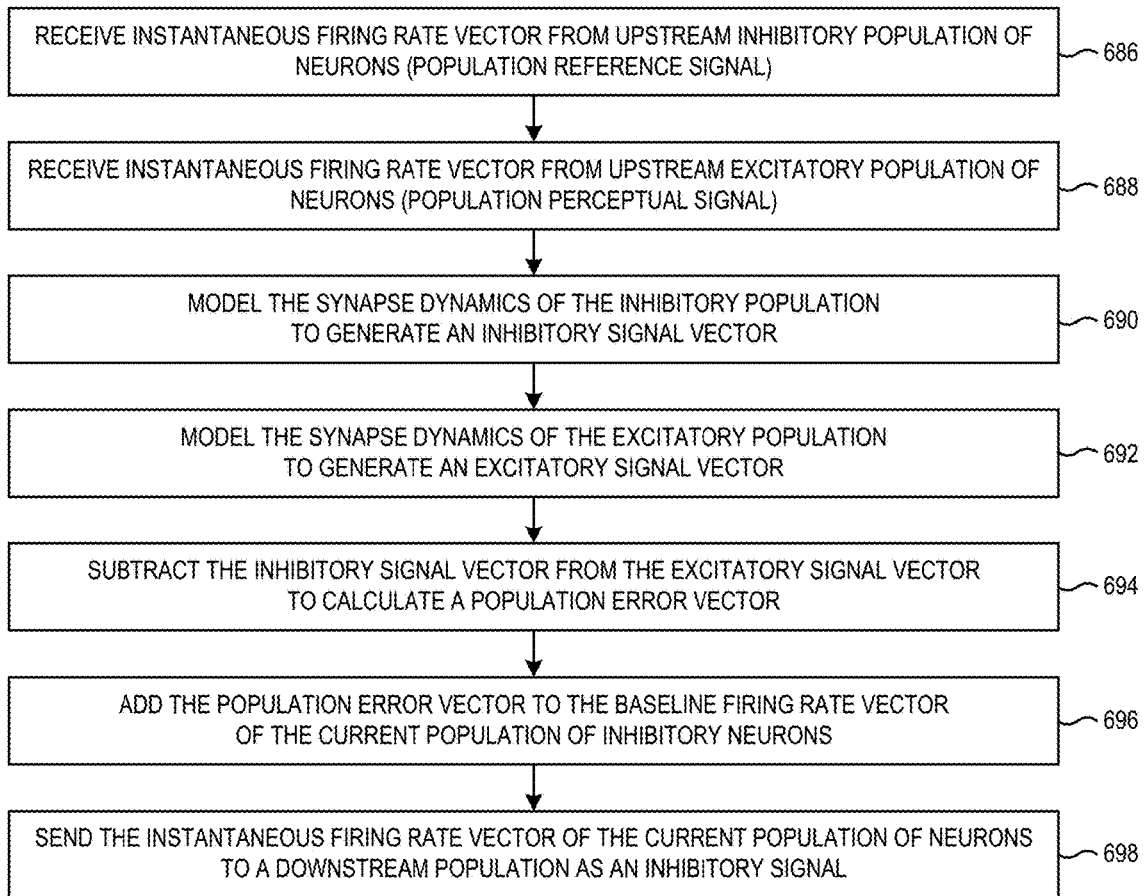 RECEIVE INSTANTANEOUS FIRING RATE VECTOR FROM UPSTREAM INHIBITORY POPULATION OF
NEURONS (POPULATION REFERENCE SIGNAL)
686
RECEIVE INSTANTANEOUS FIRING RATE VECTOR FROM UPSTREAM EXCITATORY POPULATION OF
NEURONS (POPULATION PERCEPTUAL SIGNAL)
688
MODEL THE SYNAPSE DYNAMICS OF THE INHIBITORY POPULATION
TO GENERATE AN INHIBITORY SIGNAL VECTOR
690
MODEL THE SYNAPSE DYNAMICS OF THE EXCITATORY POPULATION
TO GENERATE AN EXCITATORY SIGNAL VECTOR
692
SUBTRACT THE INHIBITORY SIGNAL VECTOR FROM THE EXCITATORY SIGNAL VECTOR
TO CALCULATE A POPULATION ERROR VECTOR
694
ADD THE POPULATION ERROR VECTOR TO THE BASELINE FIRING RATE VECTOR
OF THE CURRENT POPULATION OF INHIBITORY NEURONS
696
SEND THE INSTANTANEOUS FIRING RATE VECTOR OF THE CURRENT POPULATION OF NEURONS
TO A DOWNSTREAM POPULATION AS AN INHIBITORY SIGNAL
698